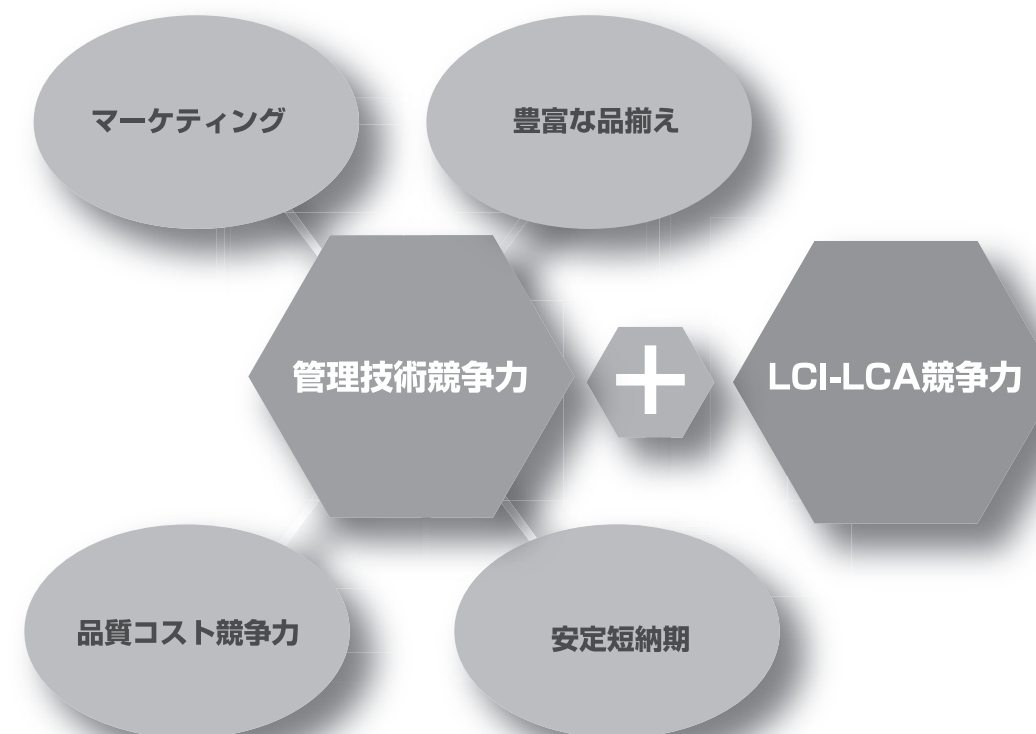 マーケティング
豊富な品揃え
管理技術競争力
+
LCI-LCA競争力
品質コスト競争力
安定短納期